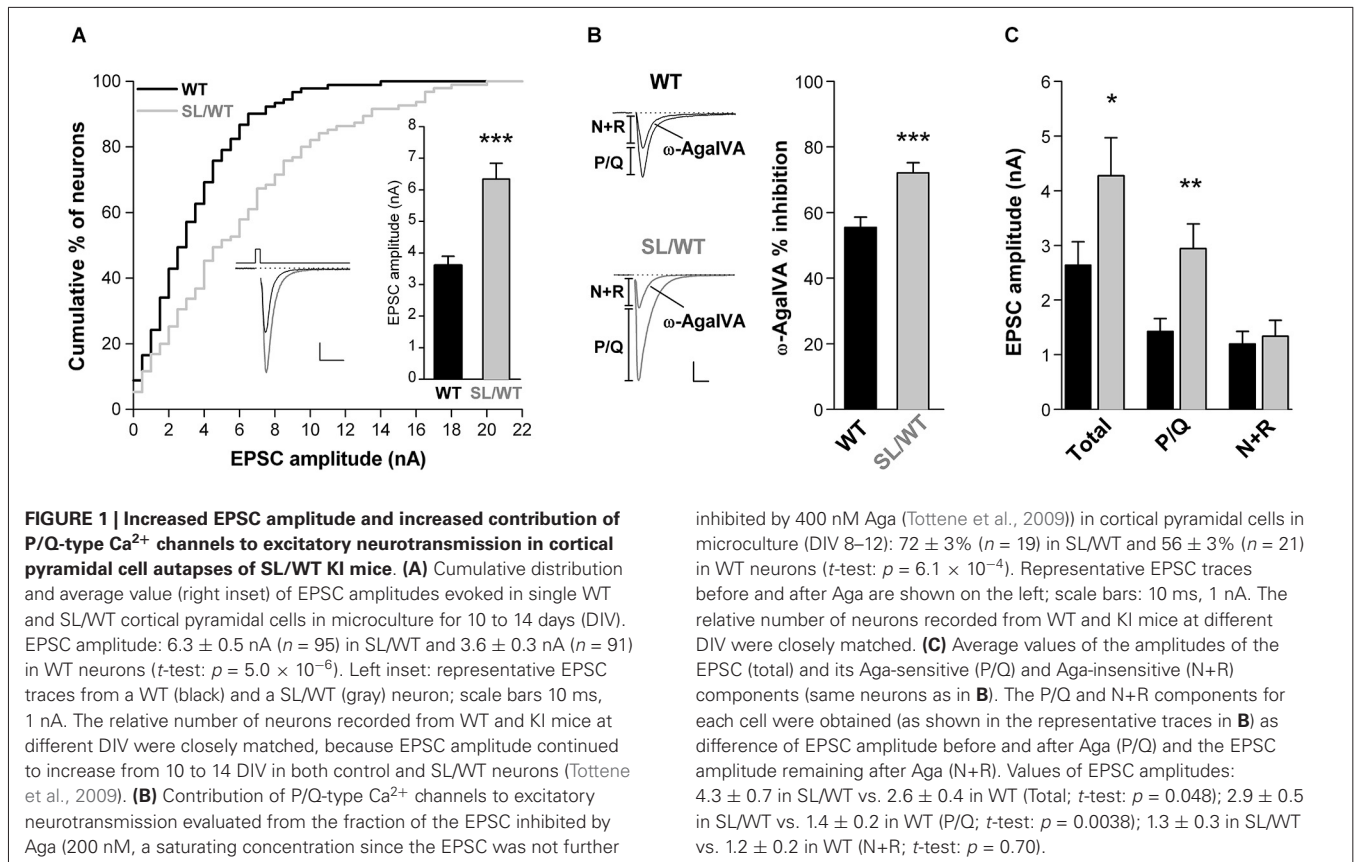 A
100
80
60
40
20
0
Cumulative % of neurons
WT
SL/WT
0 2 4 6 8 10 12 14 16 18 20 22
EPSC amplitude (nA)
8
7
6
5
4
3
2
1
0
EPSC amplitude (nA)
***
WT SL/WT
B
WT
N+R
P/Q
ω-AgaIVA
SL/WT
N+R
P/Q
ω-AgaIVA
100
80
60
40
20
0
ω-AgaIVA % inhibition
***
WT
SL/WT
C
6
5
4
3
2
1
0
EPSC amplitude (nA)
*
**
Total
P/Q
N+R
FIGURE 1 | Increased EPSC amplitude and increased contribution of
P/Q-type Ca²⁺ channels to excitatory neurotransmission in cortical
pyramidal cell autapses of SL/WT KI mice. (A) Cumulative distribution
and average value (right inset) of EPSC amplitudes evoked in single WT
and SL/WT cortical pyramidal cells in microculture for 10 to 14 days (DIV).
EPSC amplitude: 6.3 ± 0.5 nA (n = 95) in SL/WT and 3.6 ± 0.3 nA (n = 91)
in WT neurons (t-test: p = 5.0 × 10⁻⁶). Left inset: representative EPSC
traces from a WT (black) and a SL/WT (gray) neuron; scale bars 10 ms,
1 nA. The relative number of neurons recorded from WT and KI mice at
different DIV were closely matched, because EPSC amplitude continued
to increase from 10 to 14 DIV in both control and SL/WT neurons (Tottene
et al., 2009). (B) Contribution of P/Q-type Ca²⁺ channels to excitatory
neurotransmission evaluated from the fraction of the EPSC inhibited by
Aga (200 nM, a saturating concentration since the EPSC was not further
inhibited by 400 nM Aga (Tottene et al., 2009)) in cortical pyramidal cells in
microculture (DIV 8–12): 72 ± 3% (n = 19) in SL/WT and 56 ± 3% (n = 21)
in WT neurons (t-test: p = 6.1 × 10⁻⁴). Representative EPSC traces
before and after Aga are shown on the left; scale bars: 10 ms, 1 nA. The
relative number of neurons recorded from WT and KI mice at different
DIV were closely matched. (C) Average values of the amplitudes of the
EPSC (total) and its Aga-sensitive (P/Q) and Aga-insensitive (N+R)
components (same neurons as in B). The P/Q and N+R components for
each cell were obtained (as shown in the representative traces in B) as
difference of EPSC amplitude before and after Aga (P/Q) and the EPSC
amplitude remaining after Aga (N+R). Values of EPSC amplitudes:
4.3 ± 0.7 in SL/WT vs. 2.6 ± 0.4 in WT (Total; t-test: p = 0.048); 2.9 ± 0.5
in SL/WT vs. 1.4 ± 0.2 in WT (P/Q; t-test: p = 0.0038); 1.3 ± 0.3 in SL/WT
vs. 1.2 ± 0.2 in WT (N+R; t-test: p = 0.70).